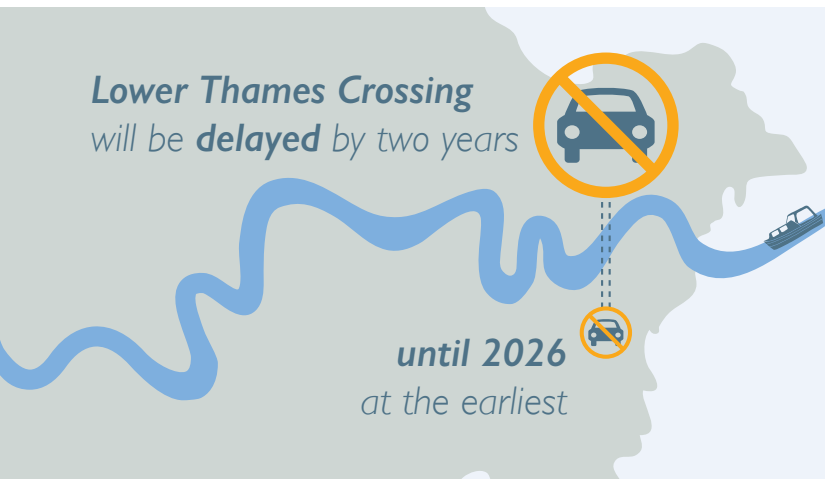 Lower Thames Crossing
will be delayed by two years
until 2026
at the earliest